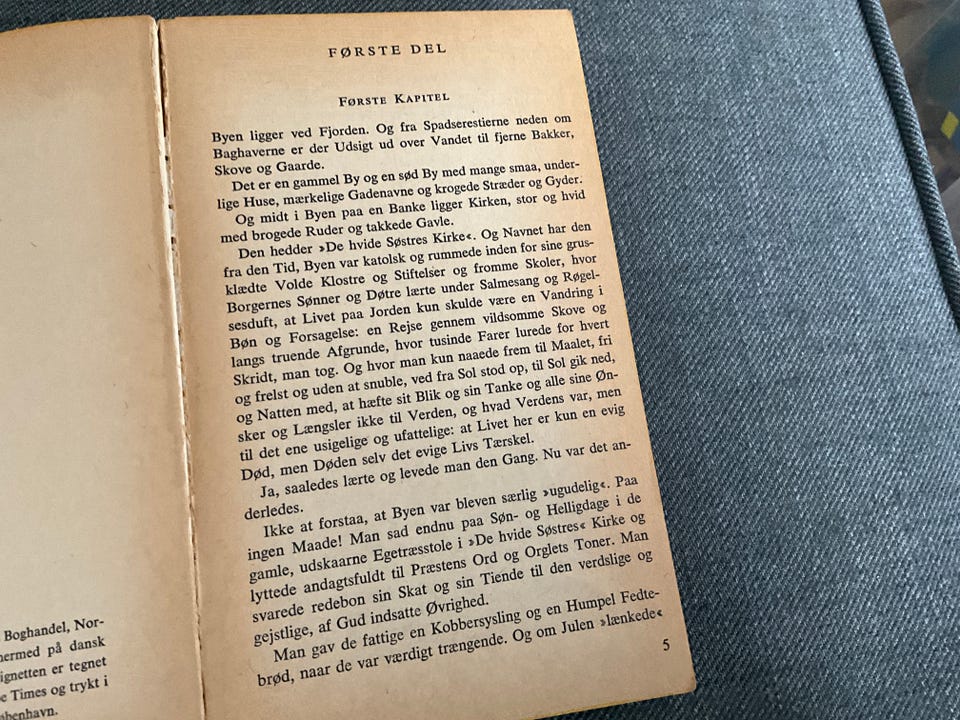 Boghandel, Nor-
ermed på dansk
ignetten er tegnet
Times og trykt i
benhavn.
FØRSTE DEL
FØRSTE KAPITEL
Byen ligger ved Fjorden. Og fra Spadserestierne neden om
Baghaverne er der Udsigt ud over Vandet til fjerne Bakker,
Skove og Gaarde.
Det er en gammel By og en sød By med mange smaa, under-
lige Huse, mærkelige Gadenavne og krogede Stræder og Gyder.
Og midt i Byen paa en Banke ligger Kirken, stor og hvid
med brogede Ruder og takkede Gavle.
Den hedder »De hvide Søstres Kirke«. Og Navnet har den
fra den Tid, Byen var katolsk og rummede inden for sine grus-
klædte Volde Klostre og Stiftelser og fromme Skoler, hvor
Borgernes Sønner og Døtre lærte under Salmesang og Røgel-
sesduft, at Livet paa Jorden kun skulde være en Vandring i
Bøn og Forsagelse: en Rejse gennem vildsomme Skove og
langs truende Afgrunde, hvor tusinde Farer lurede for hvert
Skridt, man tog. Og hvor man kun naaede frem til Maalet, fri
og frelst og uden at snuble, ved fra Sol stod op, til Sol gik ned,
og Natten med, at hæfte sit Blik og sin Tanke og alle sine Øn-
sker og Længsler ikke til Verden, og hvad Verdens var, men
til det ene usigelige og ufattelige: at Livet her er kun en evig
Død, men Døden selv det evige Livs Tærskel.
Ja, saaledes lærte og levede man den Gang. Nu var det an-
derledes.
Ikke at forstaa, at Byen var bleven særlig »ugudelig«. Paa
ingen Maade! Man sad endnu paa Søn- og Helligdage i de
gamle, udskaarne Egetræsstole i »De hvide Søstres« Kirke og
lyttede andagtsfuldt til Præstens Ord og Orglets Toner. Man
svarede redebon sin Skat og sin Tiende til den verdslige og
gejstlige, af Gud indsatte Øvrighed.
Man gav de fattige en Kobbersysling og en Humpel Fedte-
brød, naar de var værdigt trængende. Og om Julen »lænkede«
5